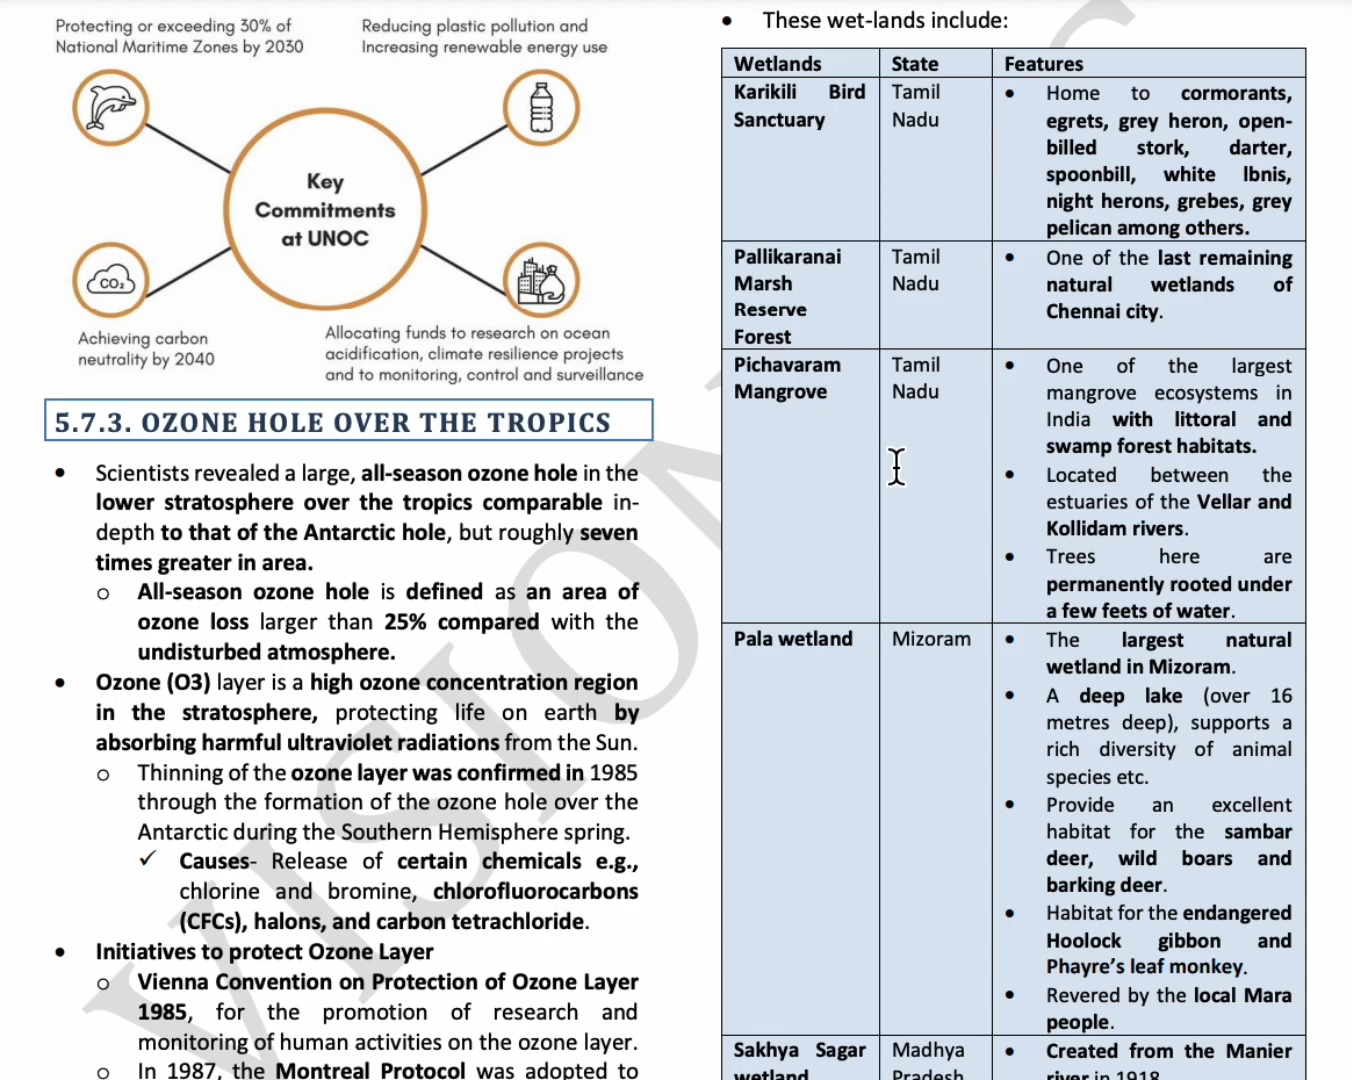 Protecting or exceeding 30% of
National Maritime Zones by 2030
Reducing plastic pollution and
Increasing renewable energy use
Key
Commitments
at UNOC
CO₂
Achieving carbon
neutrality by 2040
Allocating funds to research on ocean
acidification, climate resilience projects
and to monitoring, control and surveillance
5.7.3. OZONE HOLE OVER THE TROPICS
• Scientists revealed a large, all-season ozone hole in the
lower stratosphere over the tropics comparable in-
depth to that of the Antarctic hole, but roughly seven
times greater in area.
o All-season ozone hole is defined as an area of
ozone loss larger than 25% compared with the
undisturbed atmosphere.
• Ozone (O3) layer is a high ozone concentration region
in the stratosphere, protecting life on earth by
absorbing harmful ultraviolet radiations from the Sun.
o Thinning of the ozone layer was confirmed in 1985
through the formation of the ozone hole over the
Antarctic during the Southern Hemisphere spring.
✓ Causes- Release of certain chemicals e.g.,
chlorine and bromine, chlorofluorocarbons
(CFCs), halons, and carbon tetrachloride.
• Initiatives to protect Ozone Layer
o Vienna Convention on Protection of Ozone Layer
1985, for the promotion of research and
monitoring of human activities on the ozone layer.
o In 1987, the Montreal Protocol was adopted to
• These wet-lands include:
Wetlands State Features
Karikili Bird Tamil • Home to cormorants,
Sanctuary Nadu egrets, grey heron, open-
billed stork, darter,
spoonbill, white Ibnis,
night herons, grebes, grey
pelican among others.
Pallikaranai Tamil • One of the last remaining
Marsh Nadu natural wetlands of
Reserve Chennai city.
Forest
Pichavaram Tamil • One of the largest
Mangrove Nadu mangrove ecosystems in
India with littoral and
swamp forest habitats.
• Located between the
estuaries of the Vellar and
Kollidam rivers.
• Trees here are
permanently rooted under
a few feets of water.
Pala wetland Mizoram • The largest natural
wetland in Mizoram.
• A deep lake (over 16
metres deep), supports a
rich diversity of animal
species etc.
• Provide an excellent
habitat for the sambar
deer, wild boars and
barking deer.
• Habitat for the endangered
Hoolock gibbon and
Phayre's leaf monkey.
• Revered by the local Mara
people.
Sakhya Sagar Madhya • Created from the Manier
wetland Pradesh river in 1918
VISION